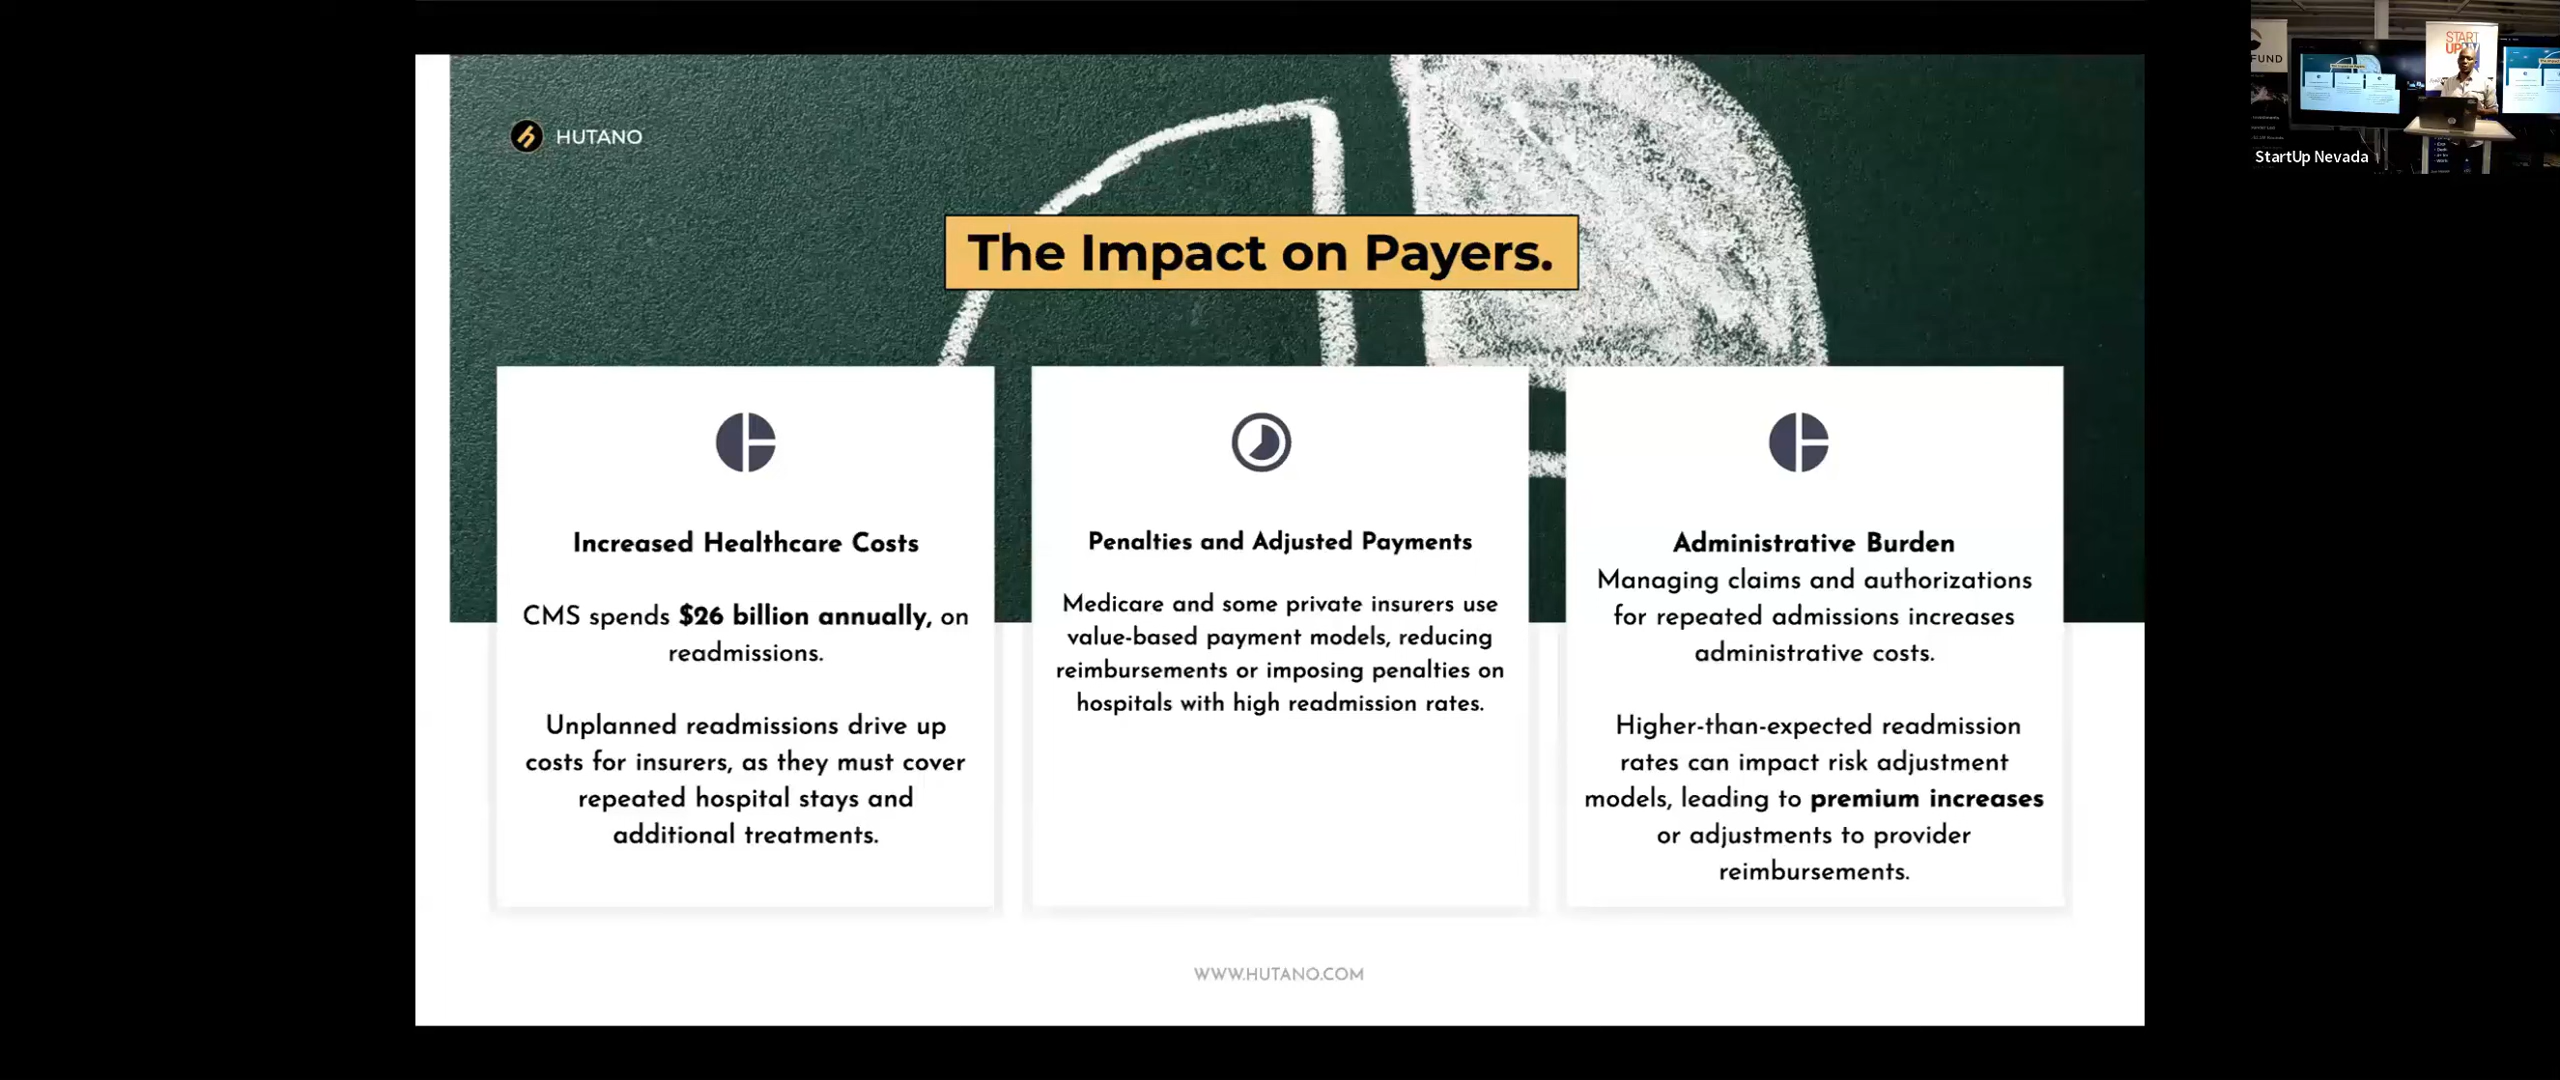 HUTANO
The Impact on Payers.
Increased Healthcare Costs
CMS spends $26 billion annually, on
readmissions.
Unplanned readmissions drive up
costs for insurers, as they must cover
repeated hospital stays and
additional treatments.
Penalties and Adjusted Payments
Medicare and some private insurers use
value-based payment models, reducing
reimbursements or imposing penalties on
hospitals with high readmission rates.
Administrative Burden
Managing claims and authorizations
for repeated admissions increases
administrative costs.
Higher-than-expected readmission
rates can impact risk adjustment
models, leading to premium increases
or adjustments to provider
reimbursements.
WWW.HUTANO.COM
FUND
START
UP
StartUp Nevada